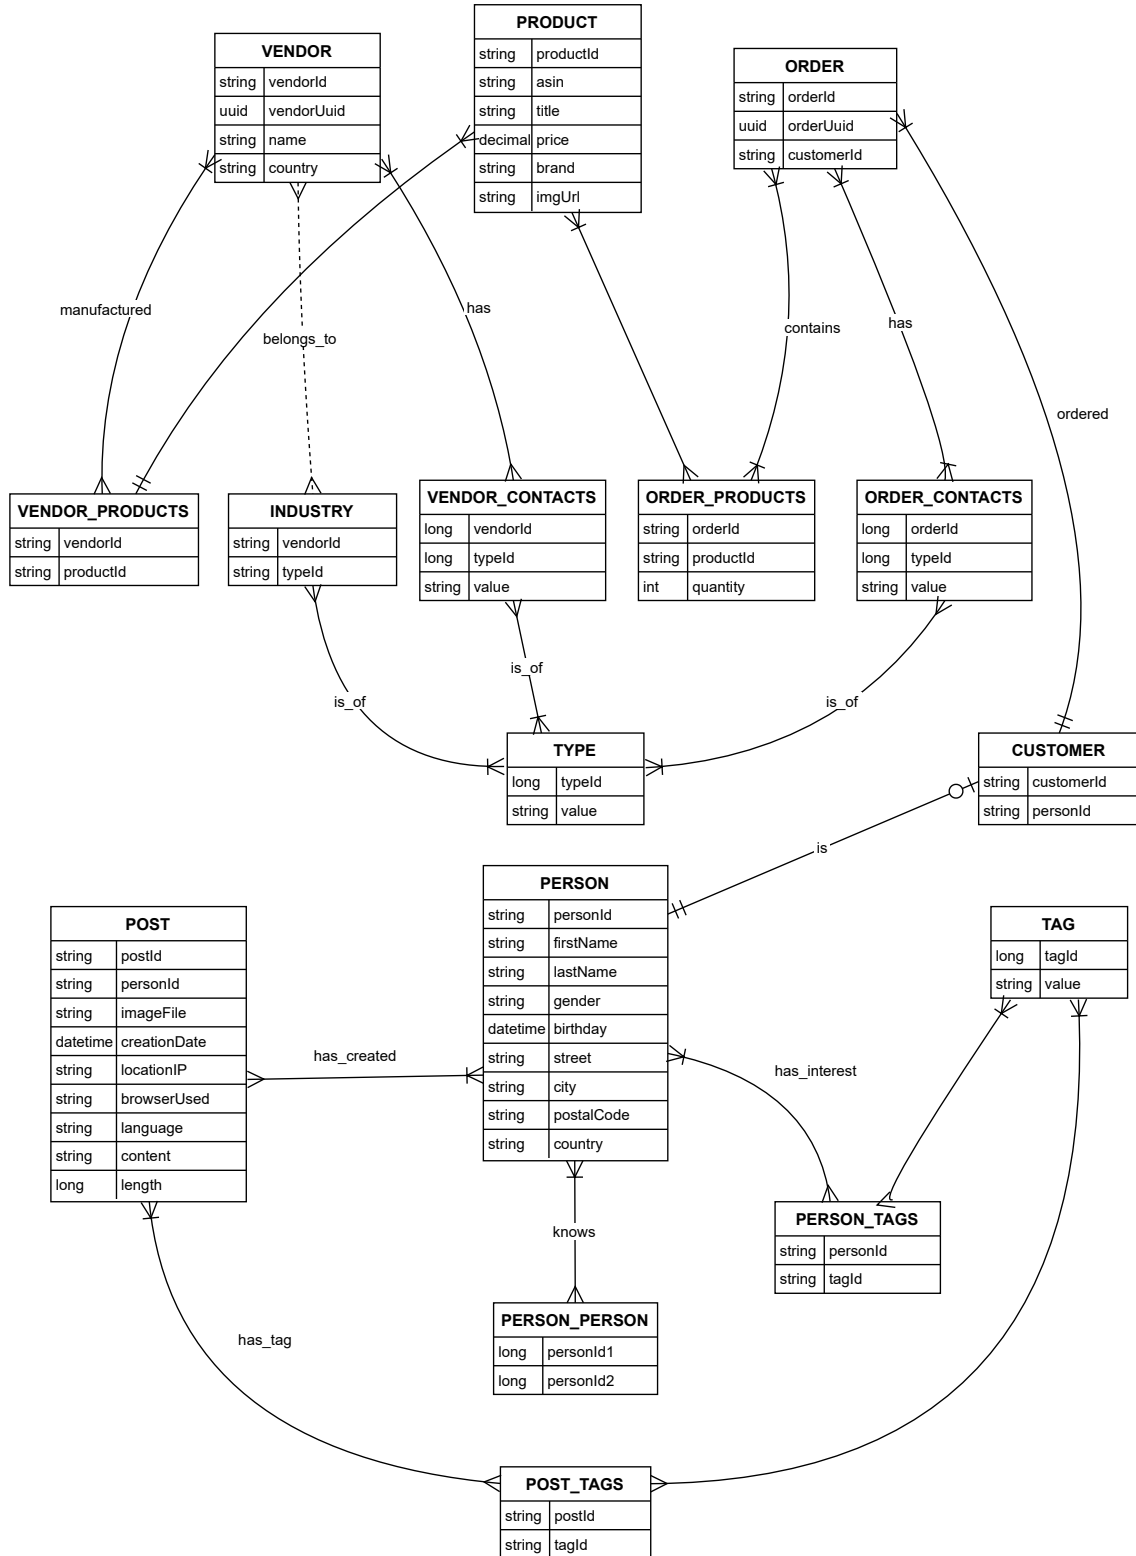 PRODUCT
string productId
string asin
string title
decimal price
string brand
string imgUrl
VENDOR
string vendorId
uuid vendorUuid
string name
string country
ORDER
string orderId
uuid orderUuid
string customerId
manufactured
belongs_to
has
contains
has
ordered
VENDOR_PRODUCTS
string vendorId
string productId
INDUSTRY
string vendorId
string typeId
VENDOR_CONTACTS
long vendorId
long typeId
string value
ORDER_PRODUCTS
string orderId
string productId
int quantity
ORDER_CONTACTS
long orderId
long typeId
string value
is_of
is_of
is_of
TYPE
long typeId
string value
CUSTOMER
string customerId
string personId
is
PERSON
string personId
string firstName
string lastName
string gender
datetime birthday
string street
string city
string postalCode
string country
POST
string postId
string personId
string imageFile
datetime creationDate
string locationIP
string browserUsed
string language
string content
long length
TAG
long tagId
string value
has_created
has_interest
knows
PERSON_TAGS
string personId
string tagId
PERSON_PERSON
long personId1
long personId2
has_tag
POST_TAGS
string postId
string tagId